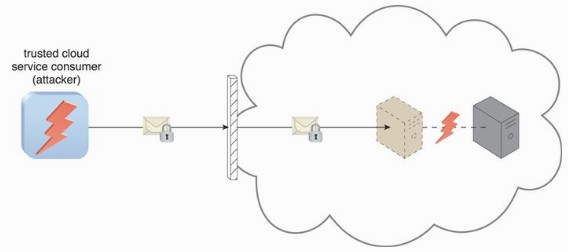 trusted cloud
service consumer
(attacker)